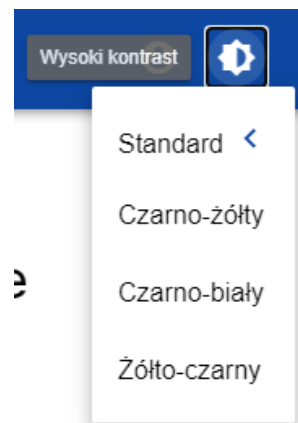 Wysoki kontrast
Standard
Czarno-żółty
e
Czarno-biały
Żółto-czarny